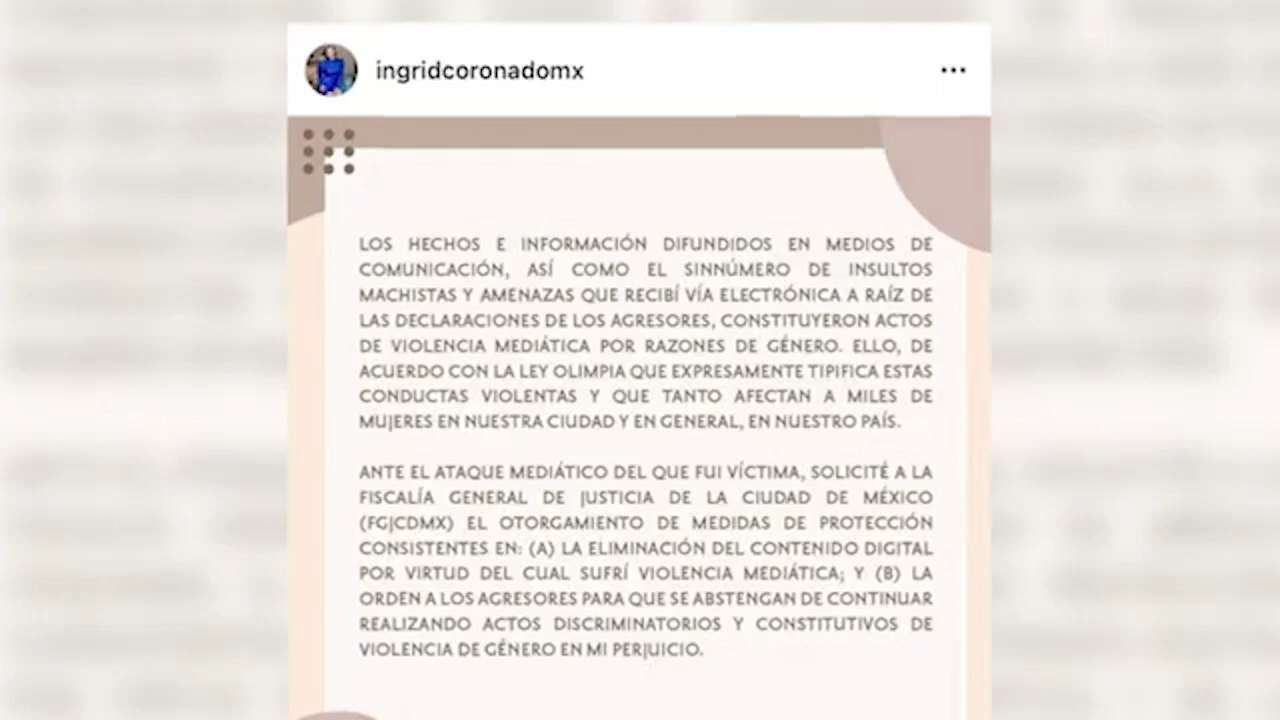 ingridcoronadomx
LOS HECHOS E INFORMACIÓN DIFUNDIDOS EN MEDIOS DE
COMUNICACIÓN, ASÍ COMO EL SINNÚMERO DE INSULTOS
MACHISTAS Y AMENAZAS QUE RECIBÍ VÍA ELECTRÓNICA A RAÍZ DE
LAS DECLARACIONES DE LOS AGRESORES, CONSTITUYERON ACTOS
DE VIOLENCIA MEDIÁTICA POR RAZONES DE GÉNERO. ELLO, DE
ACUERDO CON LA LEY OLIMPIA QUE EXPRESAMENTE TIPIFICA ESTAS
CONDUCTAS VIOLENTAS Y QUE TANTO AFECTAN A MILES DE
MUJERES EN NUESTRA CIUDAD Y EN GENERAL, EN NUESTRO PAÍS.
ANTE EL ATAQUE MEDIÁTICO DEL QUE FUI VÍCTIMA, SOLICITÉ A LA
FISCALÍA GENERAL DE JUSTICIA DE LA CIUDAD DE MÉXICO
(FGJCDMX) EL OTORGAMIENTO DE MEDIDAS DE PROTECCIÓN
CONSISTENTES EN: (A) LA ELIMINACIÓN DEL CONTENIDO DIGITAL
POR VIRTUD DEL CUAL SUFRÍ VIOLENCIA MEDIÁTICA; Y (B) LA
ORDEN A LOS AGRESORES PARA QUE SE ABSTENGAN DE CONTINUAR
REALIZANDO ACTOS DISCRIMINATORIOS Y CONSTITUTIVOS DE
VIOLENCIA DE GÉNERO EN MI PERJUICIO.